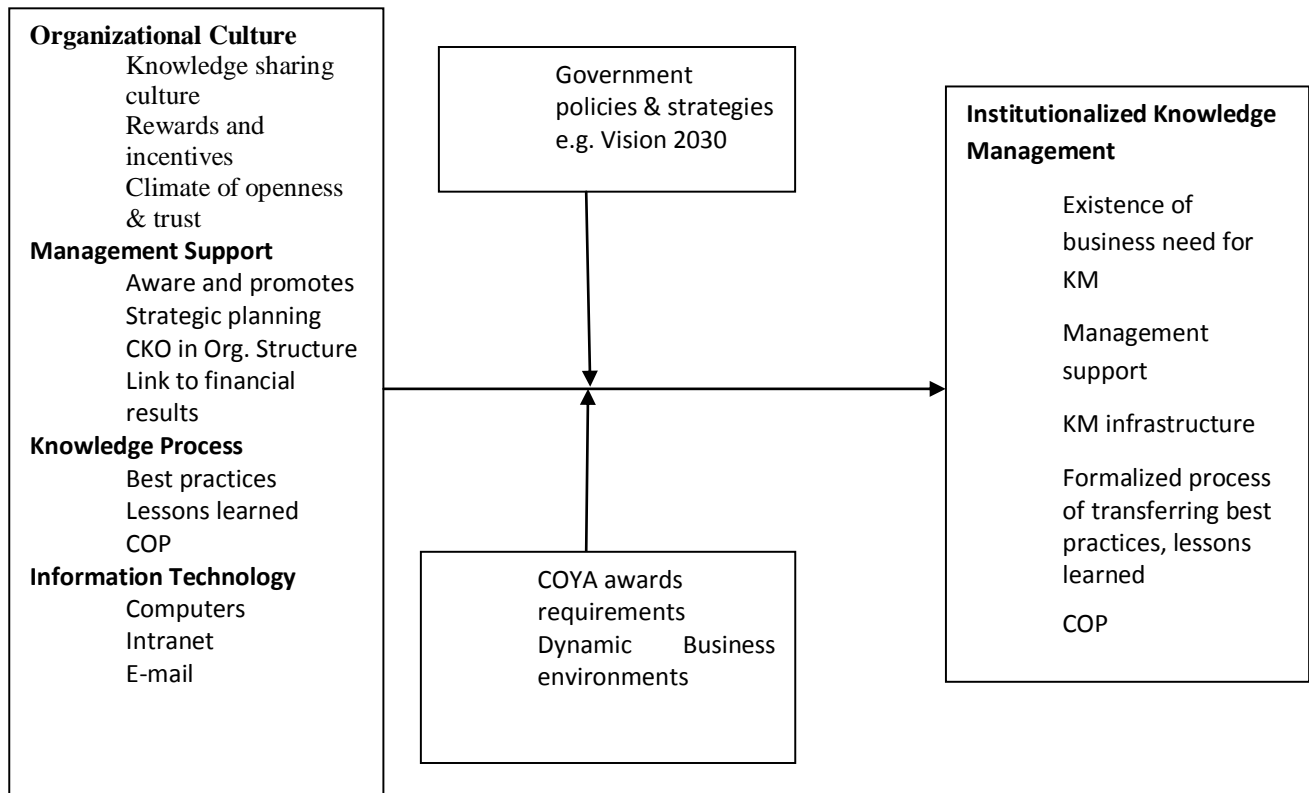 Organizational Culture
Knowledge sharing
culture
Rewards and
incentives
Climate of openness
& trust
Management Support
Aware and promotes
Strategic planning
CKO in Org. Structure
Link to financial
results
Knowledge Process
Best practices
Lessons learned
COP
Information Technology
Computers
Intranet
E-mail
Government
policies & strategies
e.g. Vision 2030
COYA awards
requirements
Dynamic Business
environments
Institutionalized Knowledge
Management
Existence of
business need for
KM
Management
support
KM infrastructure
Formalized process
of transferring best
practices, lessons
learned
COP